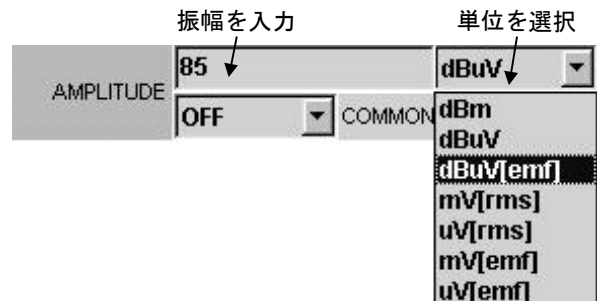 振幅を入力 単位を選択
AMPLITUDE 85 dBuV
OFF COMMON
dBm
dBuV
dBuV[emf]
mV[rms]
uV[rms]
mV[emf]
uV[emf]